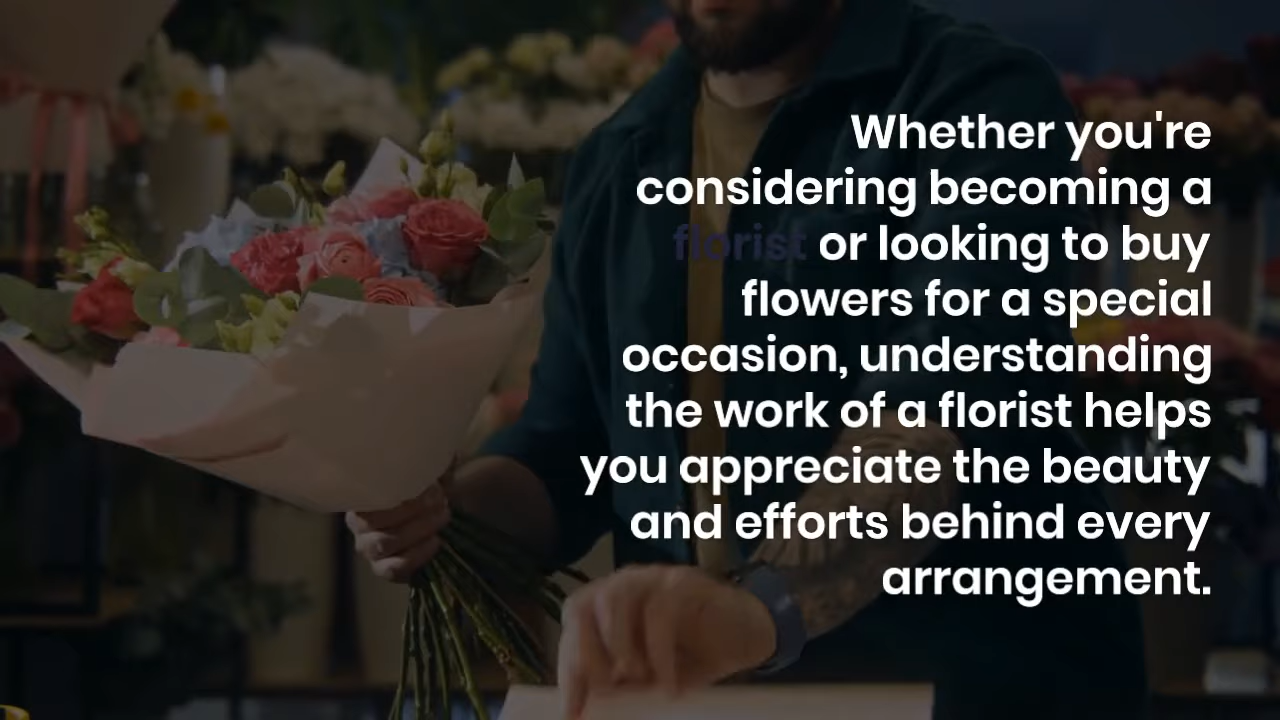 Whether you're
considering becoming a
florist or looking to buy
flowers for a special
occasion, understanding
the work of a florist helps
you appreciate the beauty
and efforts behind every
arrangement.